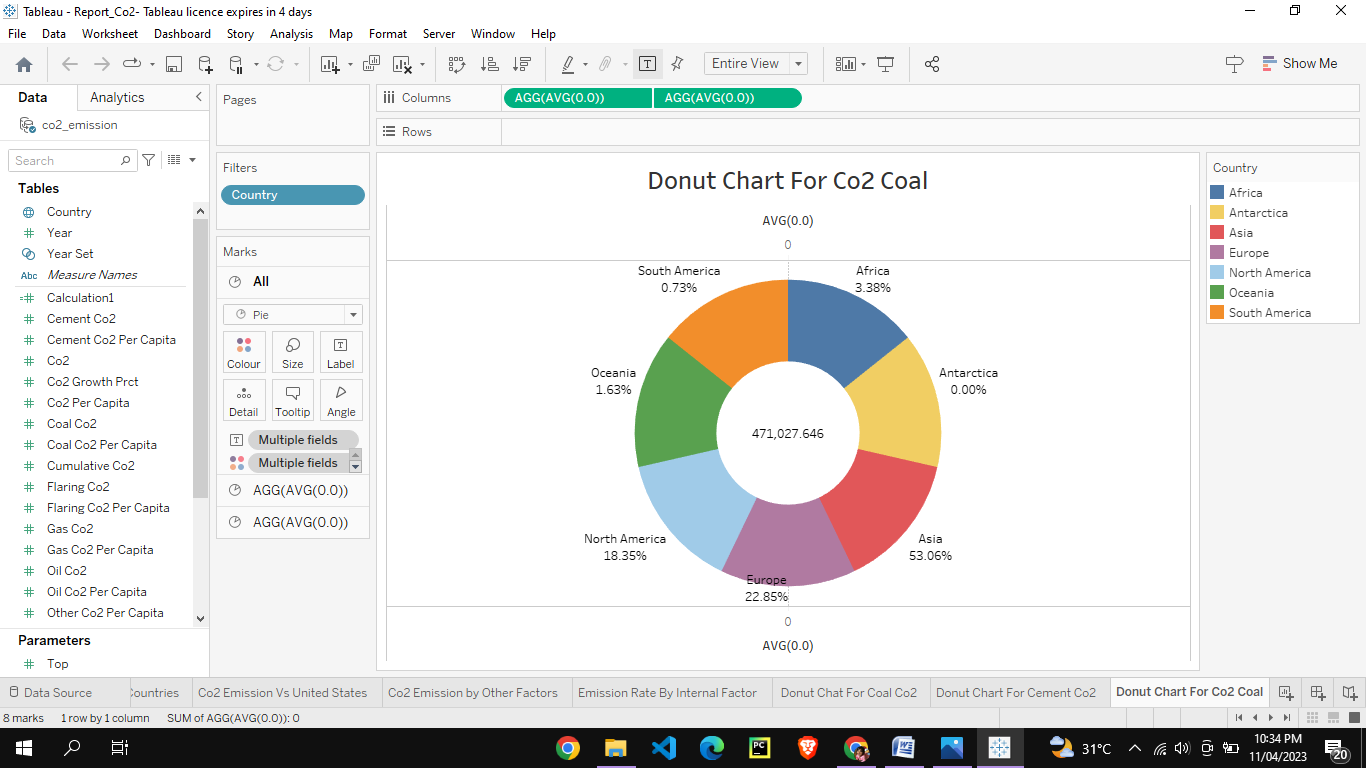 Tableau - Report_Co2- Tableau licence expires in 4 days
File Data Worksheet Dashboard Story Analysis Map Format Server Window Help
Entire View
Show Me
Data Analytics
co2_emission
Search
Tables
Country
Year
Year Set
Abc Measure Names
Calculation1
Cement Co2
Cement Co2 Per Capita
Co2
Co2 Growth Prct
Co2 Per Capita
Coal Co2
Coal Co2 Per Capita
Cumulative Co2
Flaring Co2
Flaring Co2 Per Capita
Gas Co2
Gas Co2 Per Capita
Oil Co2
Oil Co2 Per Capita
Other Co2 Per Capita
Parameters
Top
Pages
Filters
Country
Marks
All
Pie
Colour Size Label
Detail Tooltip Angle
Multiple fields
Multiple fields
AGG(AVG(0.0))
AGG(AVG(0.0))
Columns AGG(AVG(0.0)) AGG(AVG(0.0))
Rows
Donut Chart For Co2 Coal
AVG(0.0)
0
South America
0.73%
Africa
3.38%
Oceania
1.63%
Antarctica
0.00%
471,027.646
North America
18.35%
Asia
53.06%
Europe
22.85%
0
AVG(0.0)
Country
Africa
Antarctica
Asia
Europe
North America
Oceania
South America
Data Source Countries Co2 Emission Vs United States Co2 Emission by Other Factors Emission Rate By Internal Factor Donut Chat For Coal Co2 Donut Chart For Cement Co2 Donut Chart For Co2 Coal
8 marks 1 row by 1 column SUM of AGG(AVG(0.0)): 0
31°C
10:34 PM
11/04/2023
20